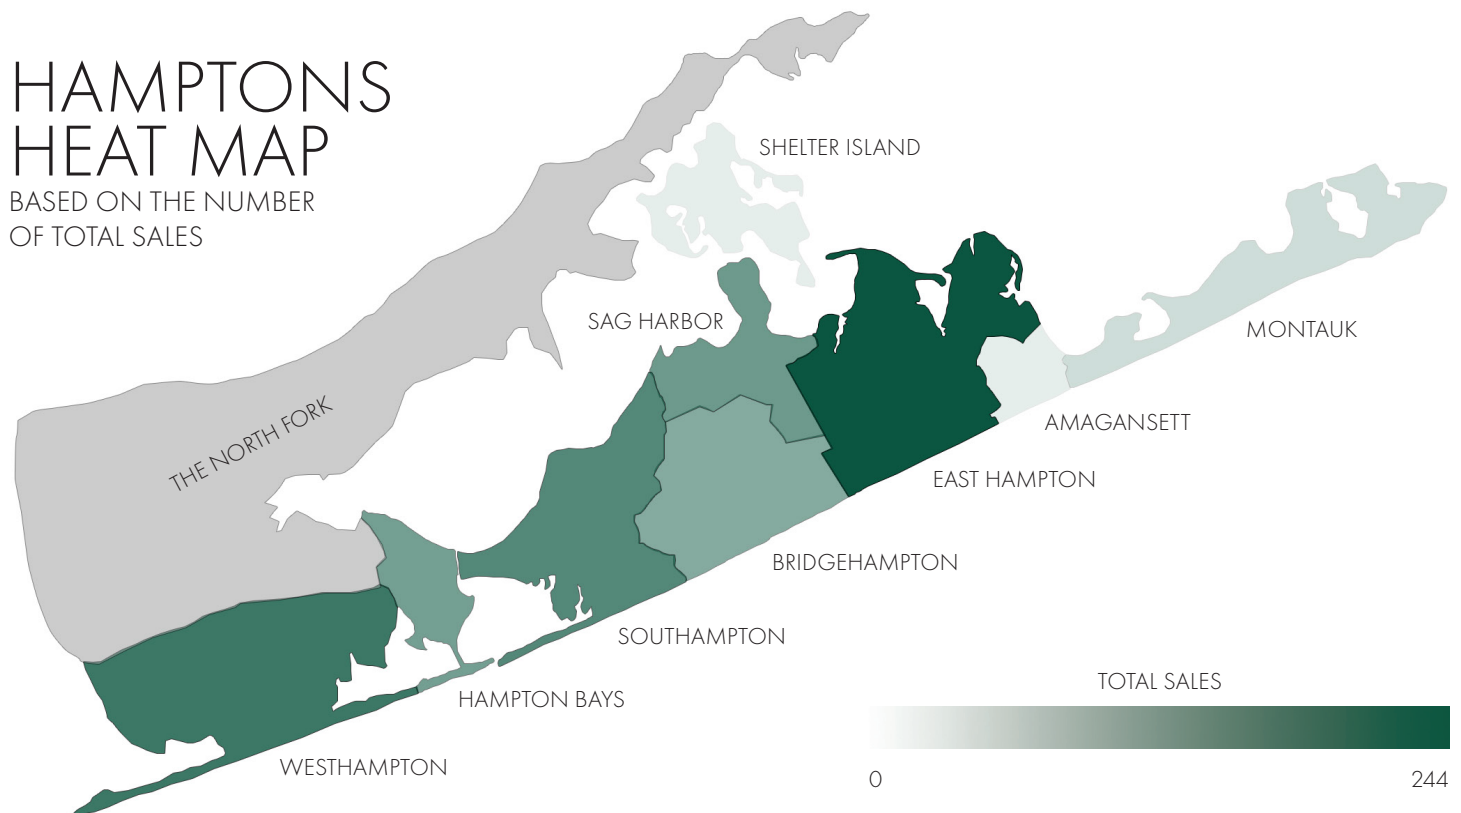 HAMPTONS
HEAT MAP
BASED ON THE NUMBER
OF TOTAL SALES
SHELTER ISLAND
SAG HARBOR
MONTAUK
THE NORTH FORK
AMAGANSETT
EAST HAMPTON
BRIDGEHAMPTON
SOUTHAMPTON
HAMPTON BAYS
WESTHAMPTON
TOTAL SALES
0
244